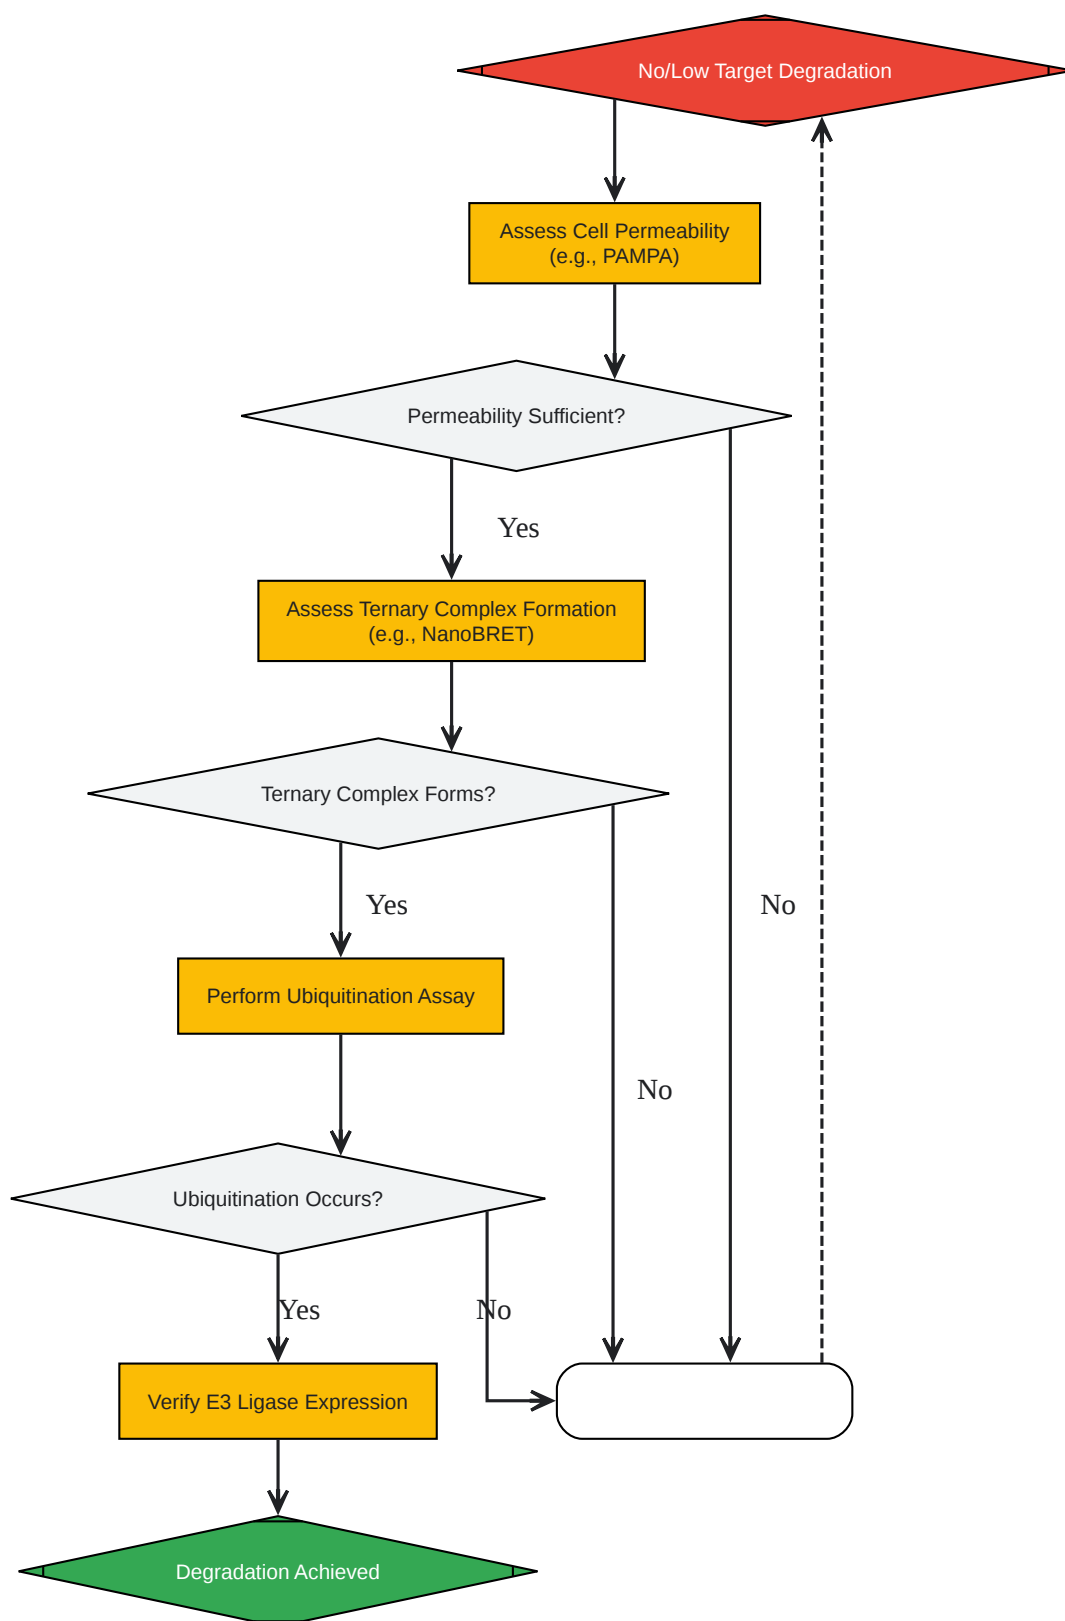 No/Low Target Degradation
Assess Cell Permeability
(e.g., PAMPA)
Permeability Sufficient?
Yes
Assess Ternary Complex Formation
(e.g., NanoBRET)
Ternary Complex Forms?
Yes
No
Perform Ubiquitination Assay
No
Ubiquitination Occurs?
Yes
No
Verify E3 Ligase Expression
Degradation Achieved